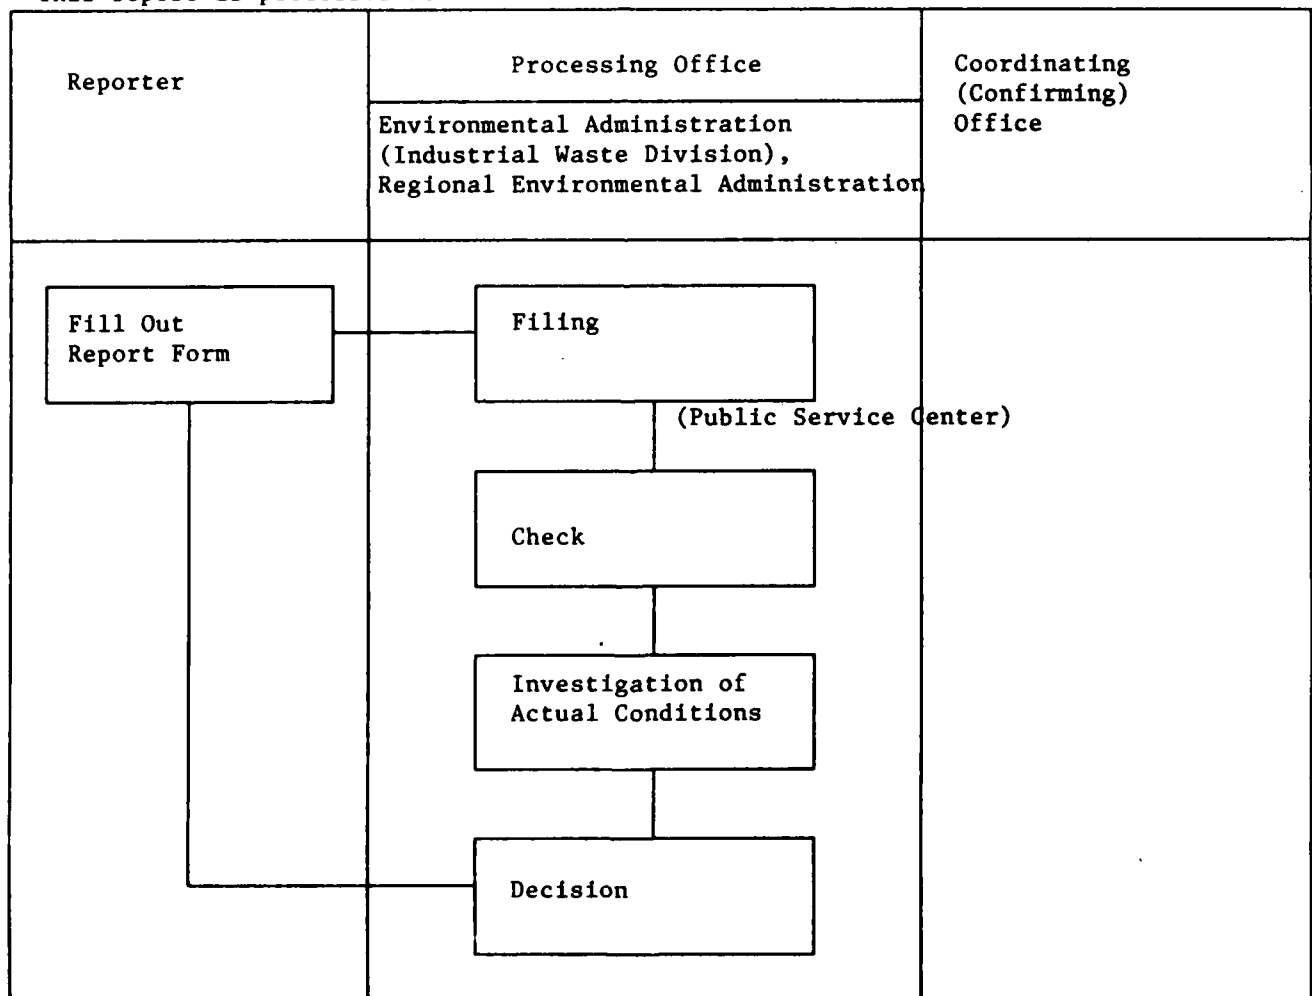 Reporter
Processing Office
Coordinating
(Confirming)
Office
Environmental Administration
(Industrial Waste Division),
Regional Environmental Administration
Fill Out
Report Form
Filing
(Public Service Center)
Check
Investigation of
Actual Conditions
Decision